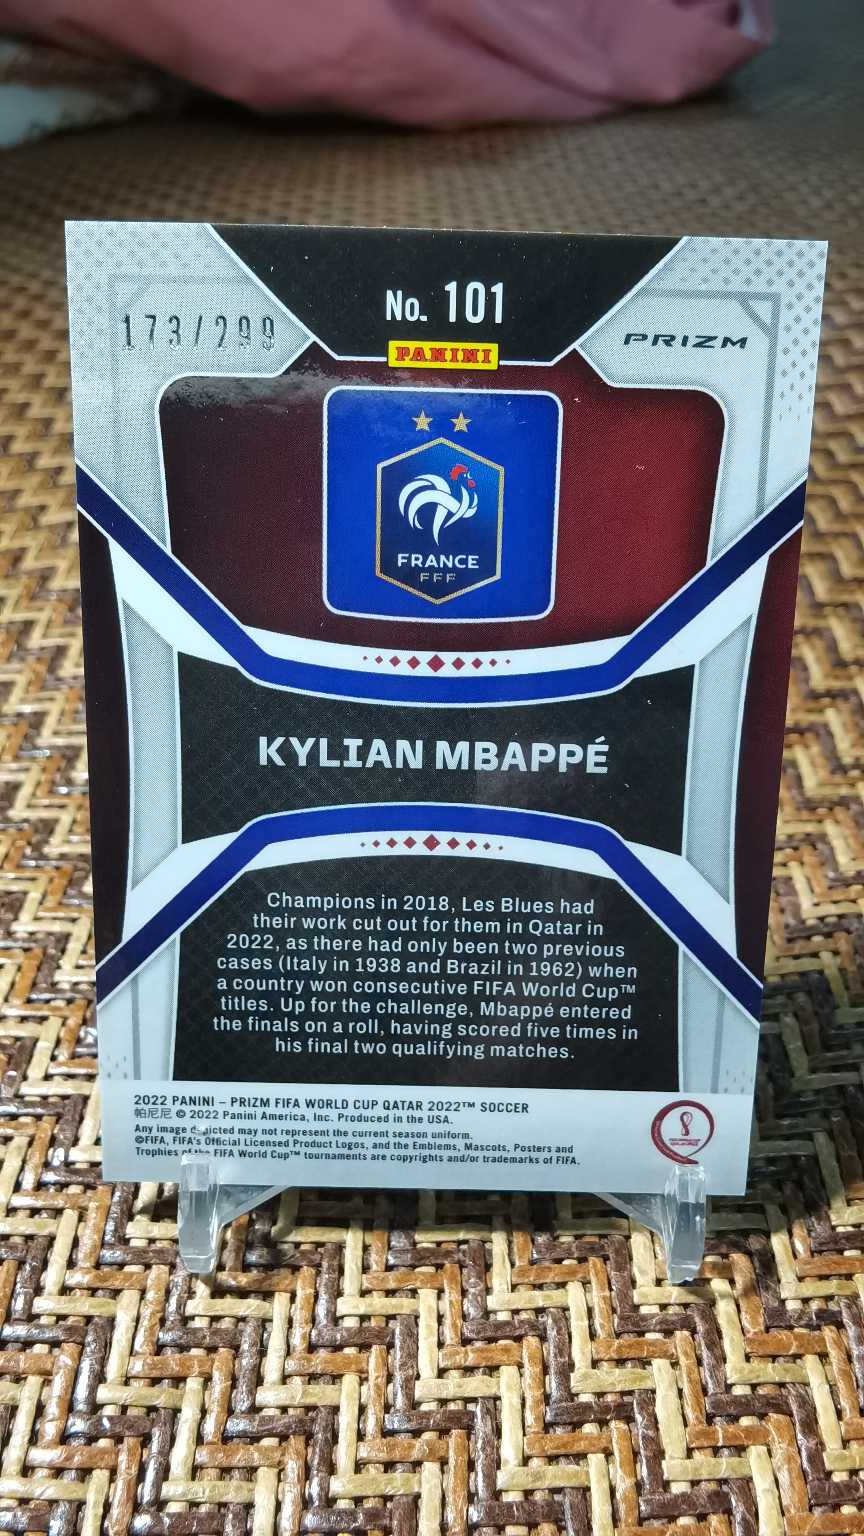 No. 101
173/299
PRIZM
PANINI
FRANCE
FFF
KYLIAN MBAPPÉ
Champions in 2018, Les Blues had
their work cut out for them in Qatar in
2022, as there had only been two previous
cases (Italy in 1938 and Brazil in 1962) when
a country won consecutive FIFA World Cup™
titles. Up for the challenge, Mbappé entered
the finals on a roll, having scored five times in
his final two qualifying matches.
2022 PANINI – PRIZM FIFA WORLD CUP QATAR 2022™ SOCCER
帕尼尼 © 2022 Panini America, Inc. Produced in the USA.
Any image depicted may not represent the current season uniform.
©FIFA, FIFA's Official Licensed Product Logos, and the Emblems, Mascots, Posters and
Trophies of the FIFA World Cup™ tournaments are copyrights and/or trademarks of FIFA.